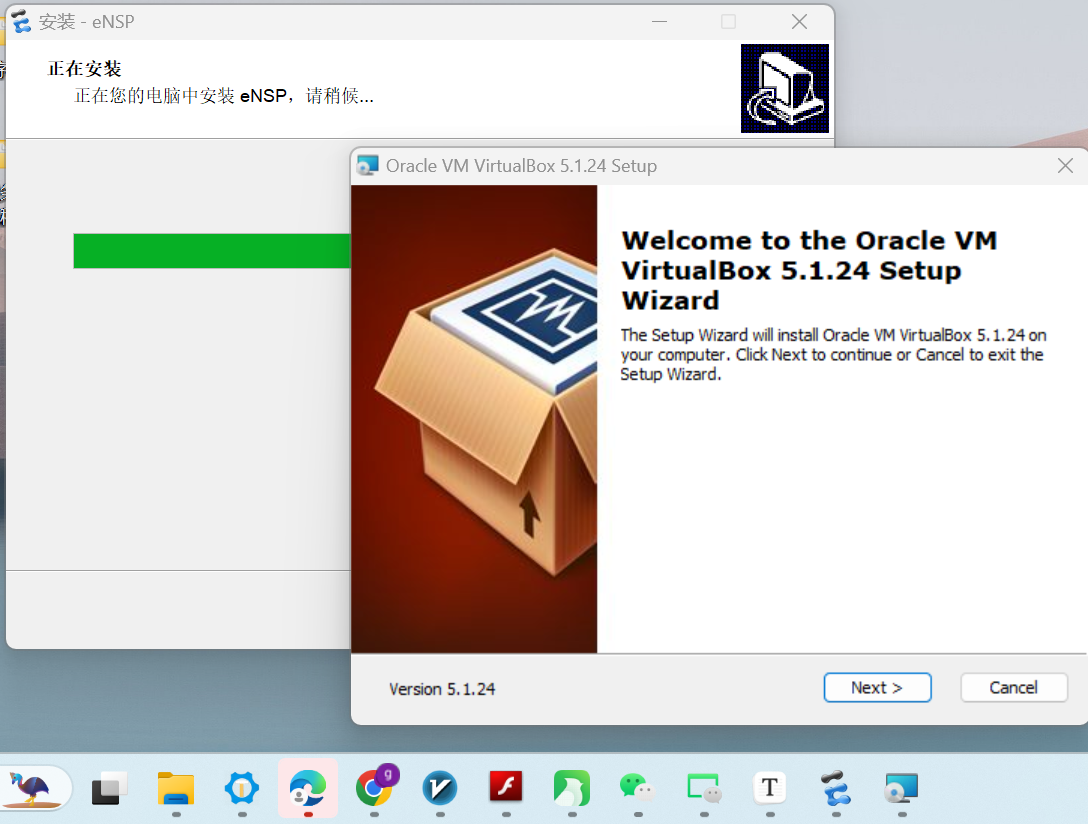 安装 - eNSP
正在安装
正在您的电脑中安装 eNSP，请稍候...
Oracle VM VirtualBox 5.1.24 Setup
Welcome to the Oracle VM
VirtualBox 5.1.24 Setup
Wizard
The Setup Wizard will install Oracle VM VirtualBox 5.1.24 on
your computer. Click Next to continue or Cancel to exit the
Setup Wizard.
Version 5.1.24
Next >
Cancel
g
T